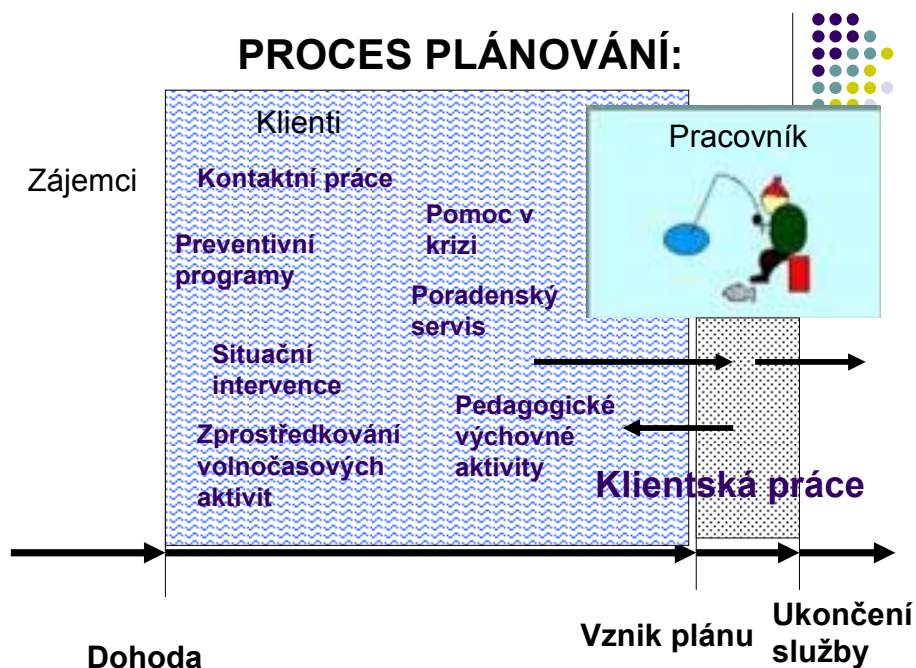 PROCES PLÁNOVÁNÍ:
Klienti
Pracovník
Zájemci
Kontaktní práce
Pomoc v
krizi
Preventivní
programy
Poradenský
servis
Situační
intervence
Pedagogické
výchovné
aktivity
Zprostředkování
volnočasových
aktivit
Klientská práce
Dohoda
Vznik plánu
Ukončení
služby